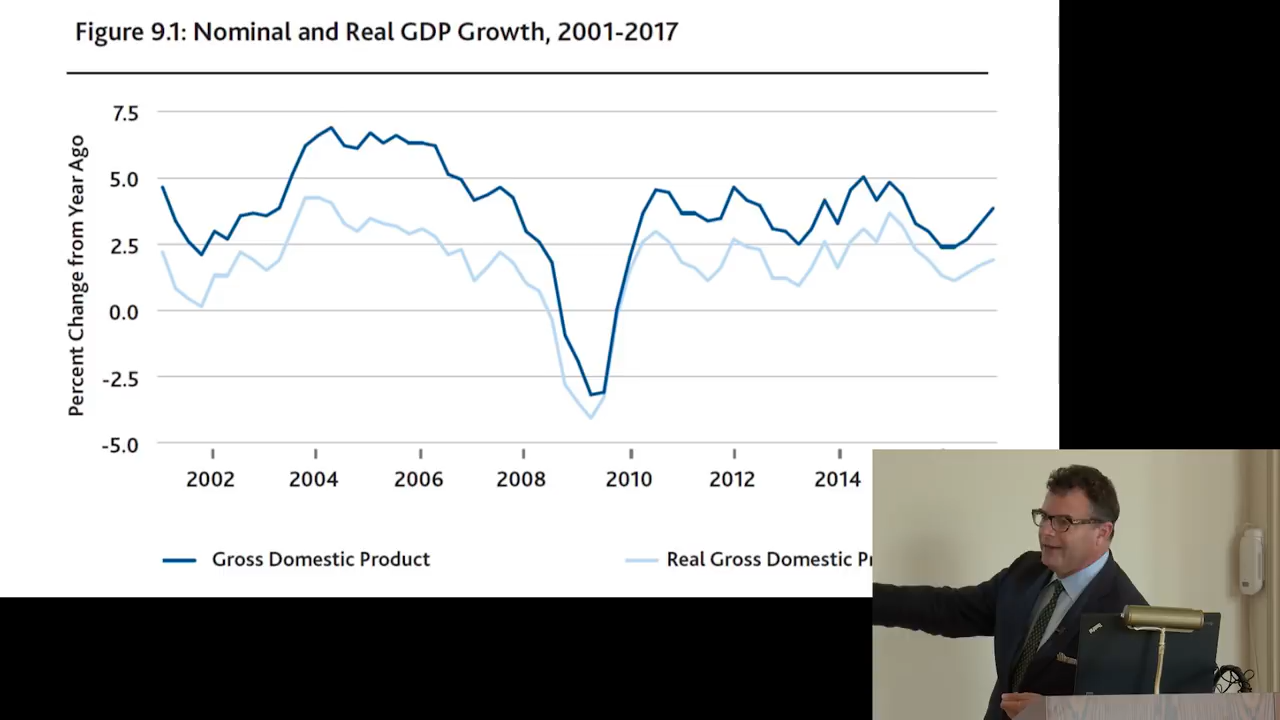 Figure 9.1: Nominal and Real GDP Growth, 2001-2017
Percent Change from Year Ago
7.5
5.0
2.5
0.0
-2.5
-5.0
2002 2004 2006 2008 2010 2012 2014
Gross Domestic Product
Real Gross Domestic
ThinkPad